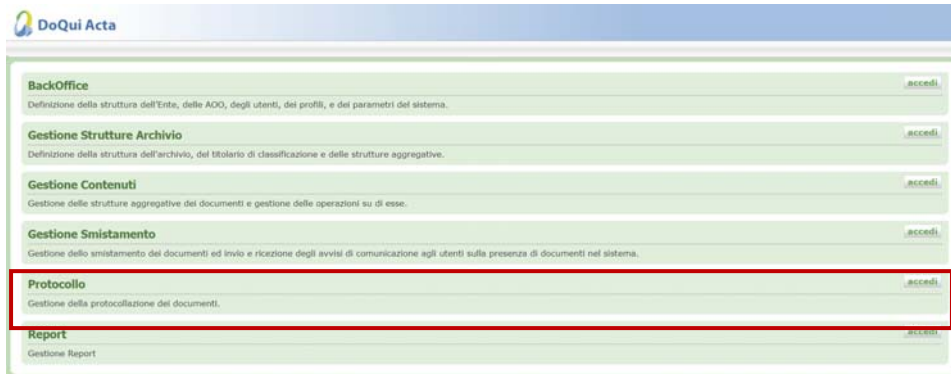 DoQui Acta
BackOffice accedi
Definizione della struttura dell'Ente, delle AOO, degli utenti, dei profili, e dei parametri del sistema.
Gestione Strutture Archivio accedi
Definizione della struttura dell'archivio, del titolario di classificazione e delle strutture aggregative.
Gestione Contenuti accedi
Gestione delle strutture aggregative dei documenti e gestione delle operazioni su di esse.
Gestione Smistamento accedi
Gestione dello smistamento dei documenti ed invio e ricezione degli avvisi di comunicazione agli utenti sulla presenza di documenti nel sistema.
Protocollo accedi
Gestione della protocollazione dei documenti.
Report accedi
Gestione Report